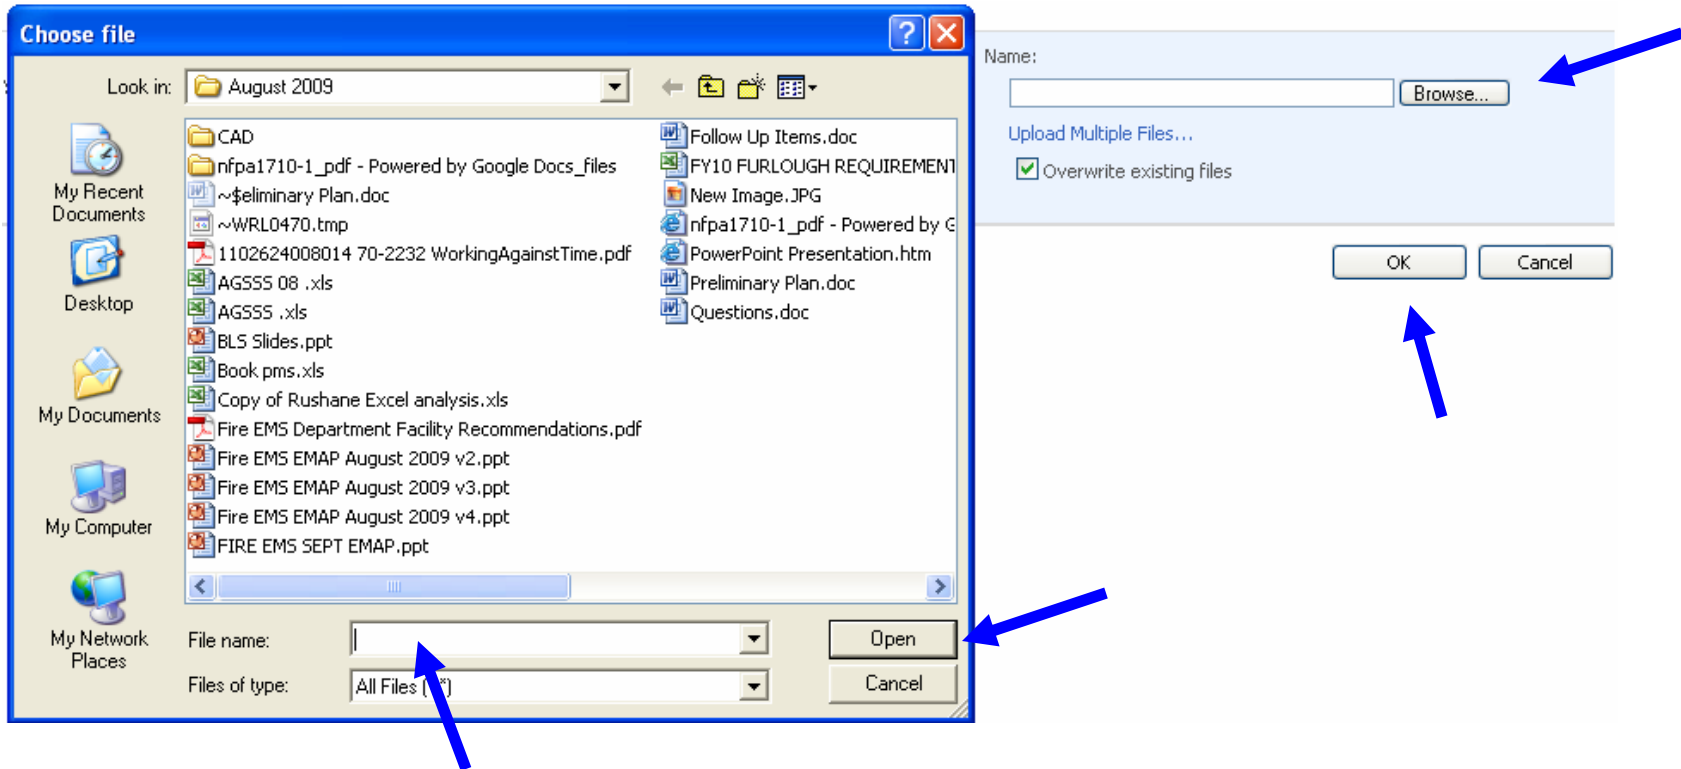 Choose file
?
Look in:
August 2009
My Recent
Documents
Desktop
My Documents
My Computer
My Network
Places
CAD
nfpa1710-1_pdf - Powered by Google Docs_files
~$eliminary Plan.doc
~WRL0470.tmp
1102624008014 70-2232 WorkingAgainstTime.pdf
AGSSS 08 .xls
AGSSS .xls
BLS Slides.ppt
Book pms.xls
Copy of Rushane Excel analysis.xls
Fire EMS Department Facility Recommendations.pdf
Fire EMS EMAP August 2009 v2.ppt
Fire EMS EMAP August 2009 v3.ppt
Fire EMS EMAP August 2009 v4.ppt
FIRE EMS SEPT EMAP.ppt
Follow Up Items.doc
FY10 FURLOUGH REQUIREMENT
New Image.JPG
nfpa1710-1_pdf - Powered by G
PowerPoint Presentation.htm
Preliminary Plan.doc
Questions.doc
File name:
Open
Files of type:
All Files (*)
Cancel
Name:
Browse...
Upload Multiple Files...
Overwrite existing files
OK
Cancel